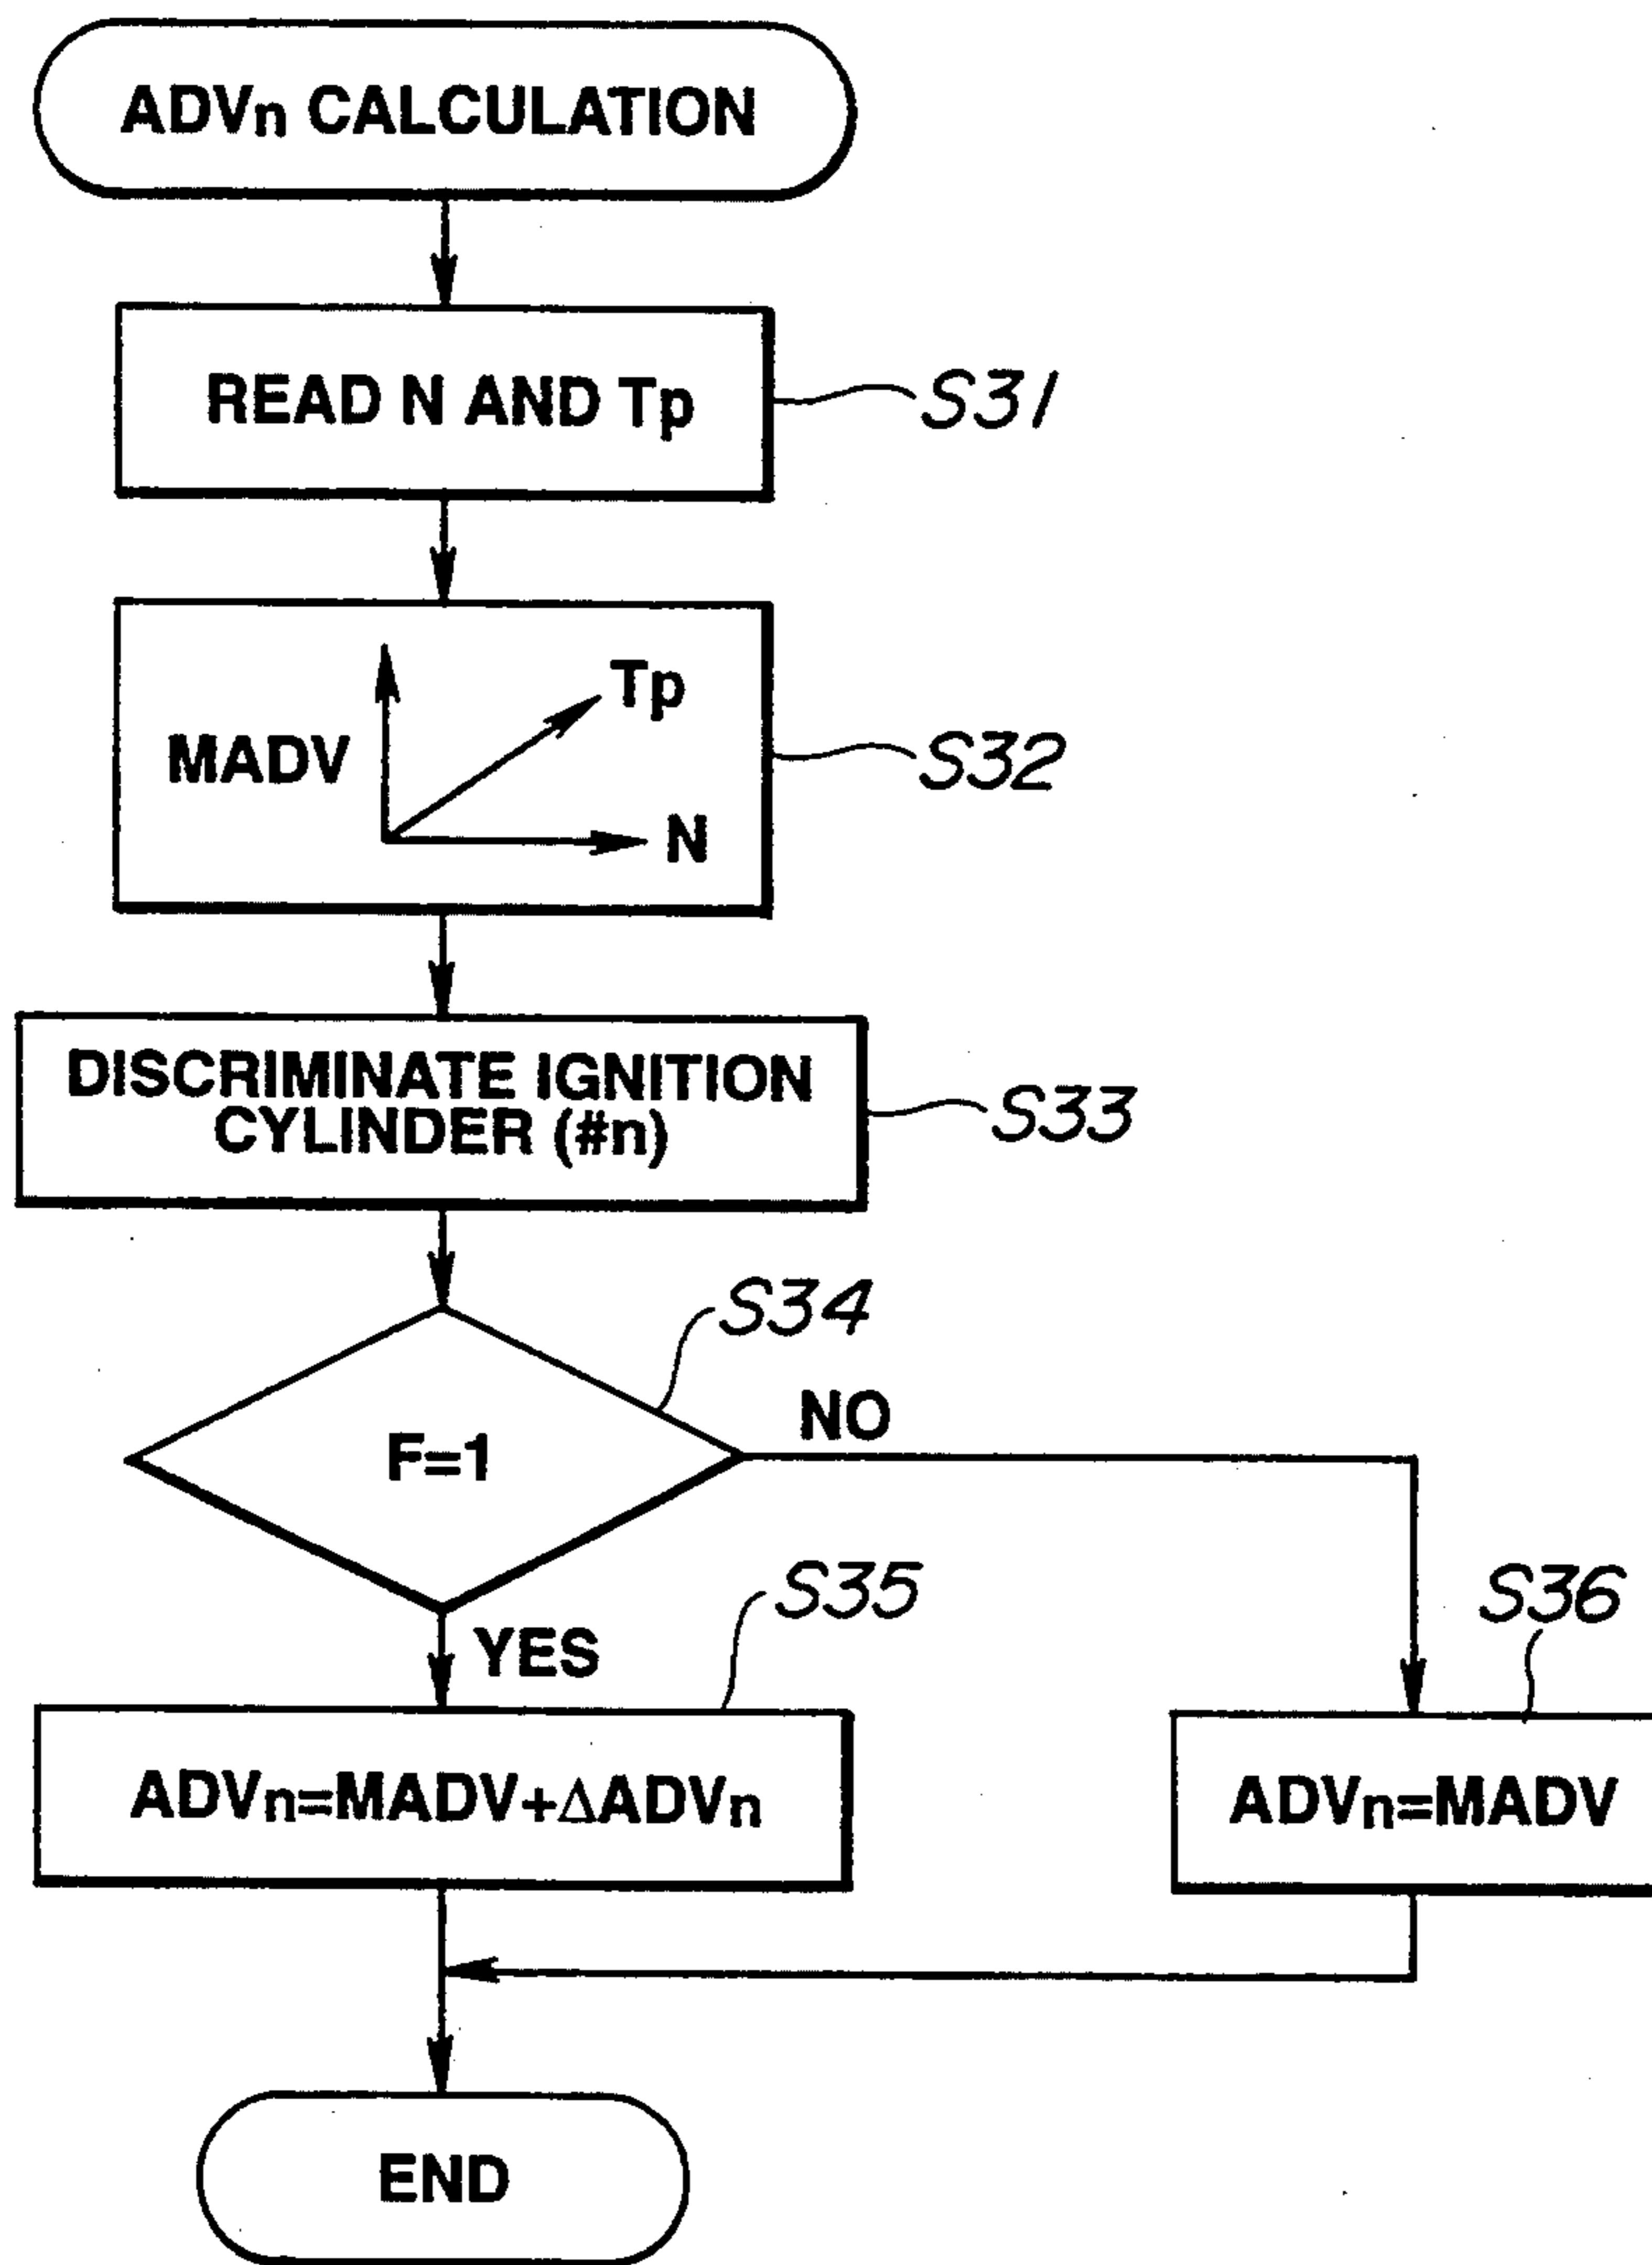 ADVn CALCULATION
READ N AND Tp
S31
Tp
MADV
N
S32
DISCRIMINATE IGNITION
CYLINDER (#n)
S33
S34
F=1
NO
YES
S35
S36
ADVn=MADV+ΔADVn
ADVn=MADV
END